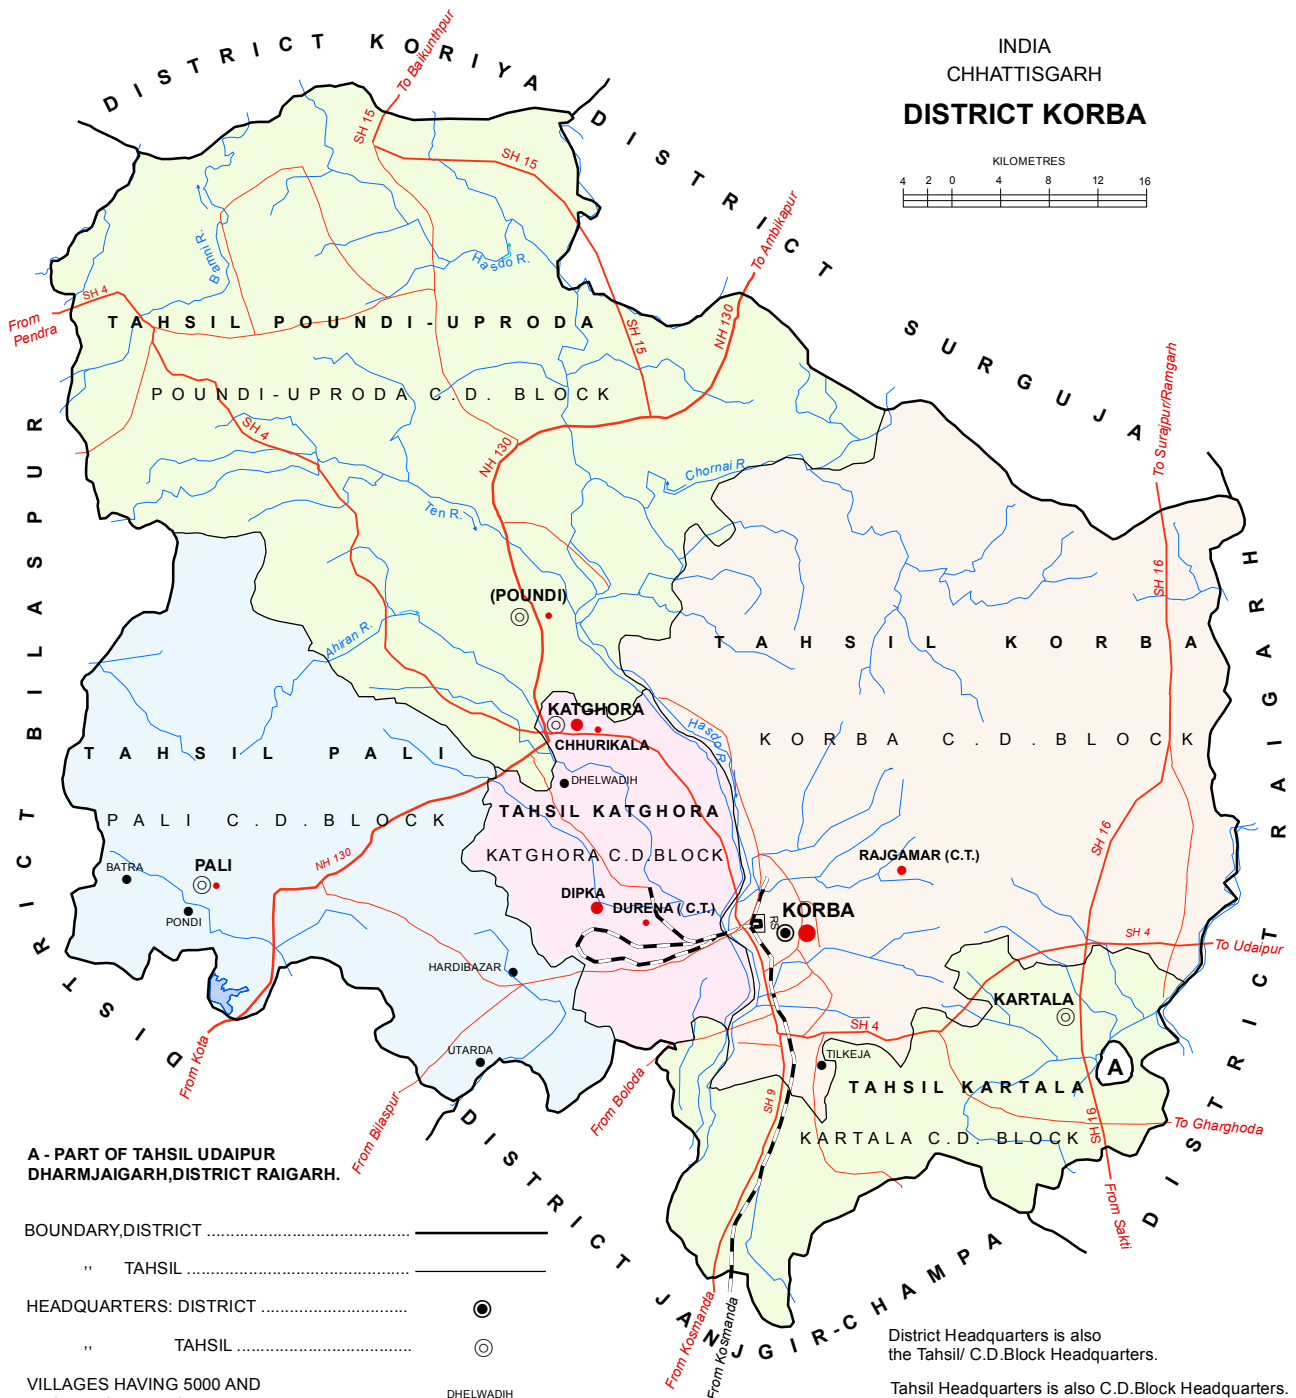 INDIA
CHHATTISGARH
DISTRICT KORBA
KILOMETRES
4 2 0 4 8 12 16
DISTRICT KORIYA
DISTRICT SURGUJA
DISTRICT RAIGARH
DISTRICT BILASPUR
DISTRICT JANJGIR-CHAMPA
To Baikunthpur
SH 15
SH 15
SH 15
To Ambikapur
NH 130
Bamni R.
Hasdo R.
SH 4
From
Pendra
TAHSIL POUNDI-UPRODA
POUNDI-UPRODA C.D. BLOCK
SH 4
NH 130
Chornai R
Ten R.
To Surajpur/Ramgarh
SH 16
(POUNDI)
Ahiran R.
TAHSIL KORBA
KATGHORA
CHHURIKALA
Hasdo R.
KORBA C.D.BLOCK
TAHSIL PALI
DHELWADIH
TAHSIL KATGHORA
PALI C.D.BLOCK
KATGHORA C.D.BLOCK
SH 16
NH 130
BATRA
PALI
RAJGAMAR (C.T.)
PONDI
DIPKA
DURENA ( C.T.)
RS
KORBA
SH 4
To Udaipur
HARDIBAZAR
KARTALA
SH 4
From Kota
UTARDA
TILKEJA
A
From Boloda
SH 9
TAHSIL KARTALA
From Bilaspur
KARTALA C.D. BLOCK
SH 16
To Gharghoda
From Sakti
From Kosmanda
From Kosmanda
A - PART OF TAHSIL UDAIPUR
DHARMJAIGARH,DISTRICT RAIGARH.
BOUNDARY,DISTRICT .........................................
,, TAHSIL .............................................
HEADQUARTERS: DISTRICT ..............................
,, TAHSIL ....................................
VILLAGES HAVING 5000 AND
DHELWADIH
District Headquarters is also
the Tahsil/ C.D.Block Headquarters.
Tahsil Headquarters is also C.D.Block Headquarters.